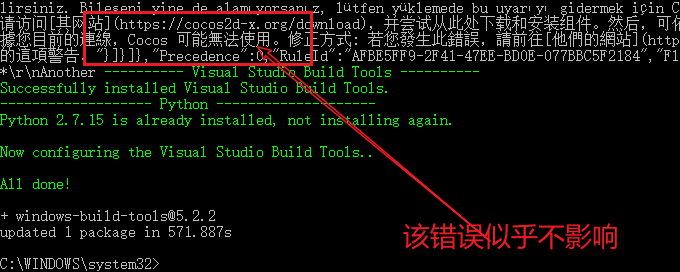 lirsiniz. Bileşeni yine de alamıyorsanız, lütfen yüklemede bu uyarıyı gidermek için C
请访问[某网站](https://cocos2d-x.org/download)，并尝试从此处下载和安装组件。然后，可
據您目前的連線，Cocos 可能無法使用。修正方式: 若您發生此錯誤，請前往[他們的網站](http
的這項警告。"}]}]},"Precedence":0,"RuleId":"AFBE5FF9-2F41-47EE-BD0E-077BBC5F2184","F1
*\r\nAnother ---------- Visual Studio Build Tools ----------
Successfully installed Visual Studio Build Tools.
------------------- Python --------------------
Python 2.7.15 is already installed, not installing again.
Now configuring the Visual Studio Build Tools..
All done!
+ windows-build-tools@5.2.2
updated 1 package in 571.887s
该错误似乎不影响
C:\WINDOWS\system32>